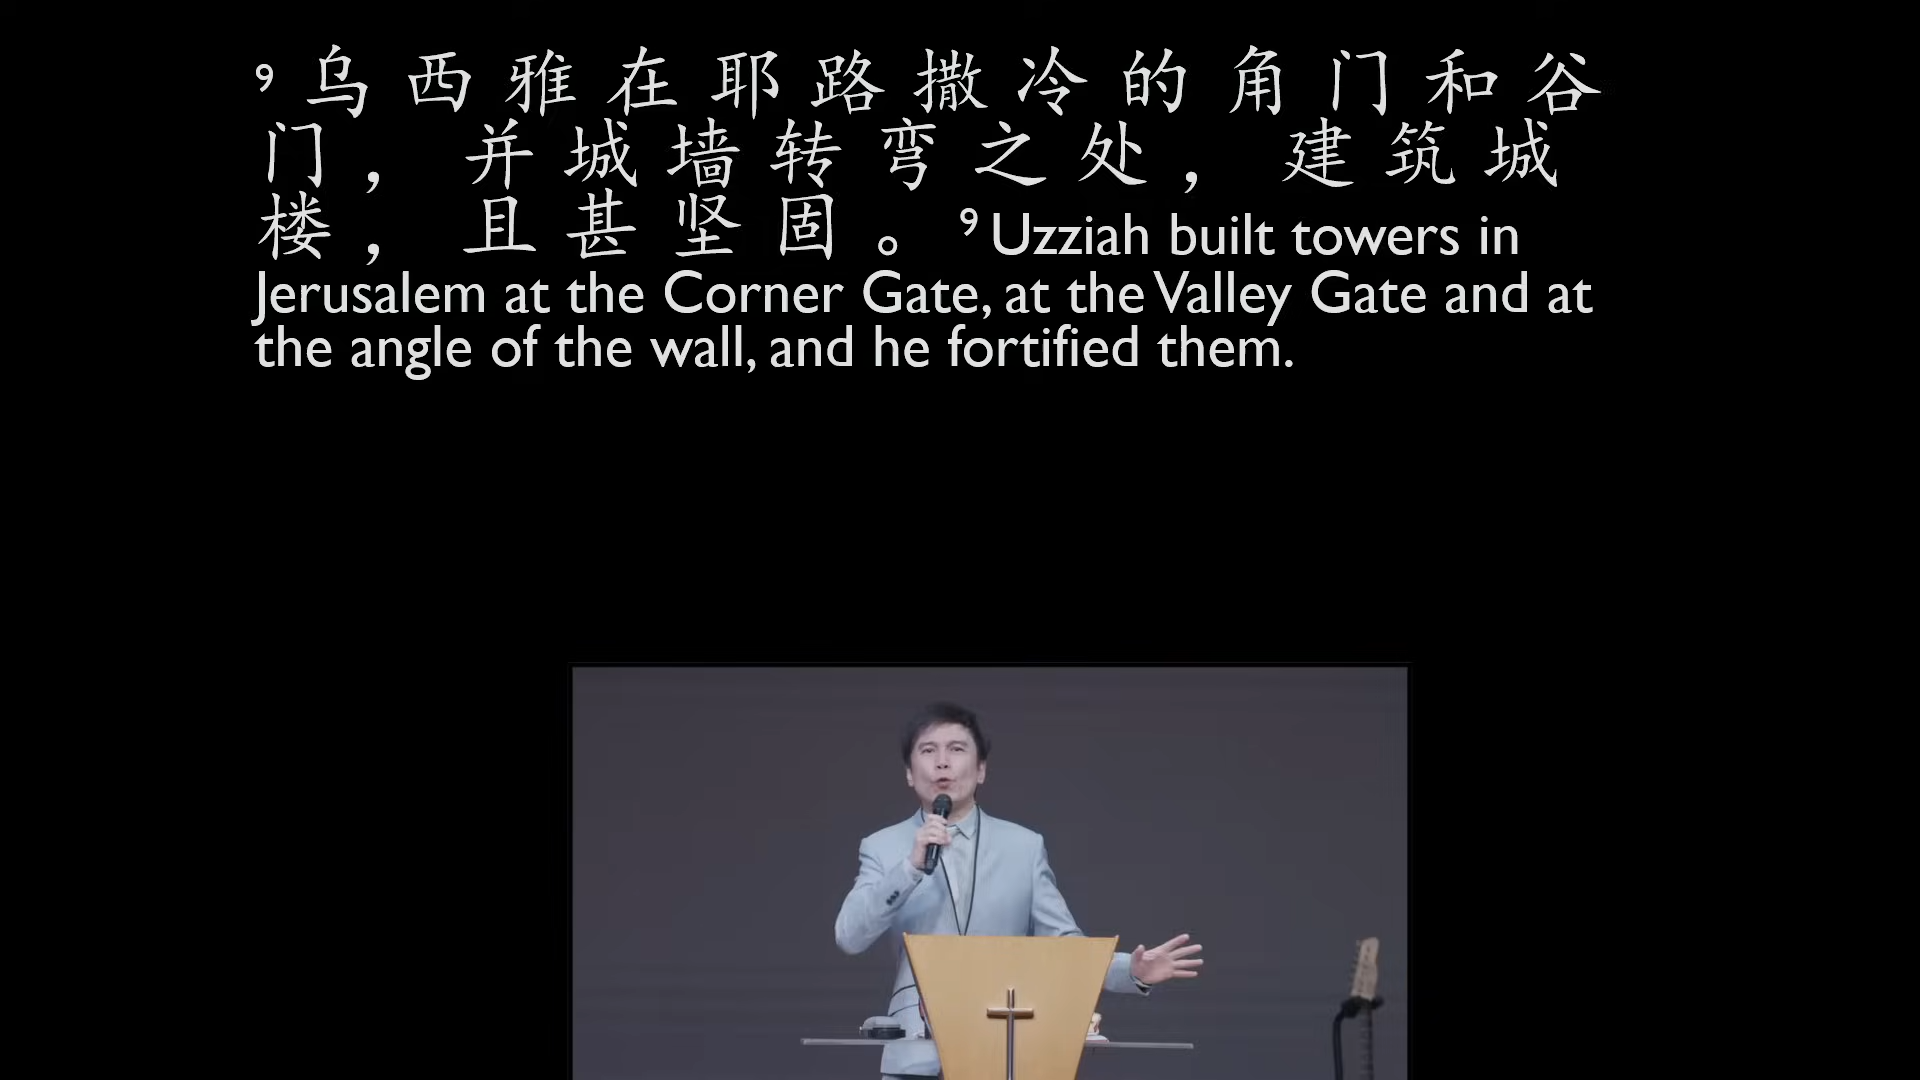 9 乌西雅在耶路撒冷的角门和谷
门，并城墙转弯之处，建筑城
楼，且甚坚固。 9 Uzziah built towers in
Jerusalem at the Corner Gate, at the Valley Gate and at
the angle of the wall, and he fortified them.